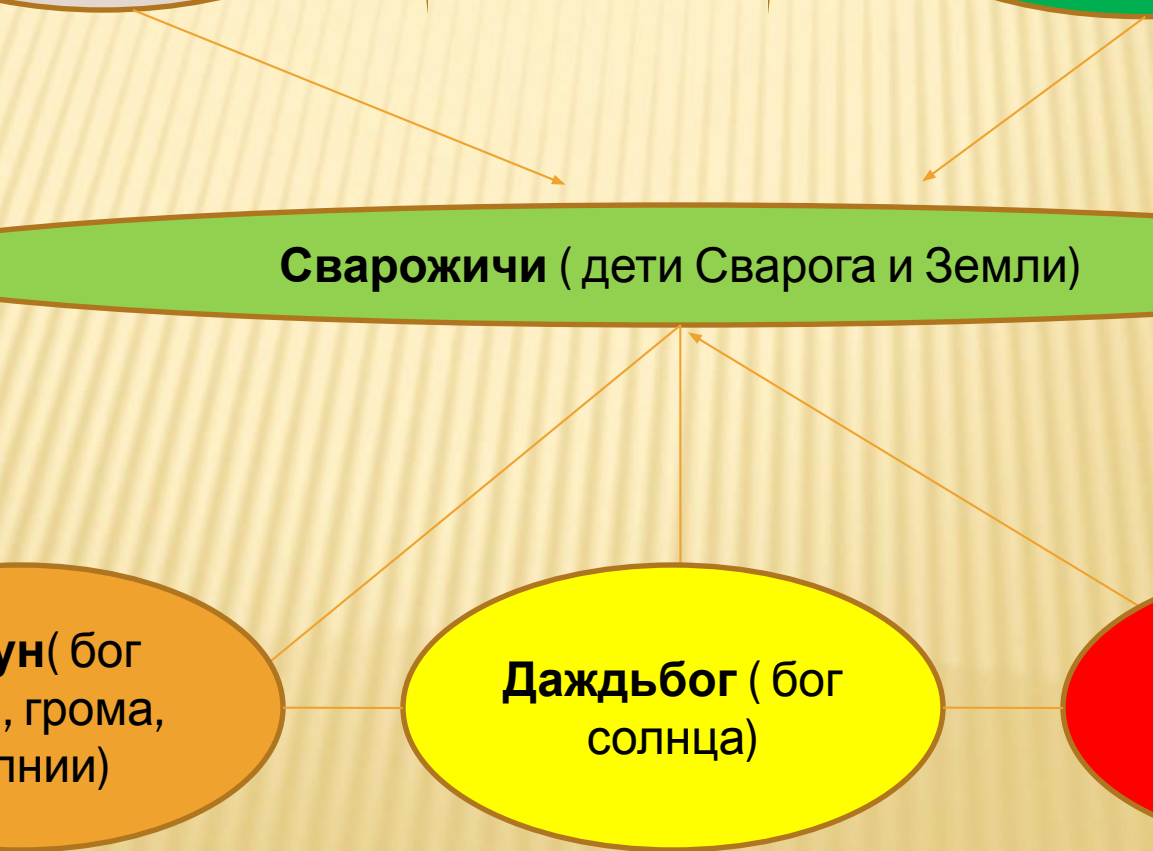 Сварожичи ( дети Сварога и Земли)
ун( бог
, грома,
лнии)
Даждьбог ( бог
солнца)